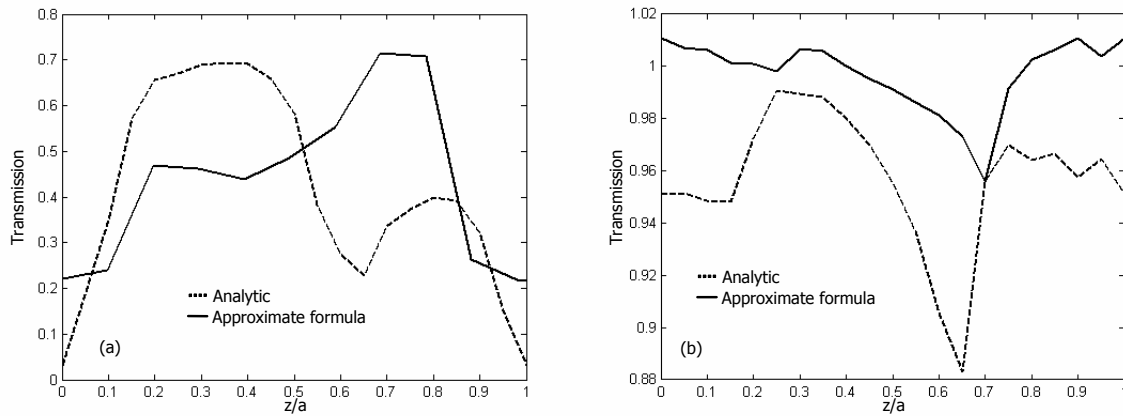 0.8
0.7
0.6
0.5
0.4
0.3
0.2
0.1
0
Transmission
Analytic
Approximate formula
(a)
0 0.1 0.2 0.3 0.4 0.5 0.6 0.7 0.8 0.9 1
z/a
1.02
1
0.98
0.96
0.94
0.92
0.9
0.88
Transmission
Analytic
Approximate formula
(b)
0 0.1 0.2 0.3 0.4 0.5 0.6 0.7 0.8 0.9 1
z/a